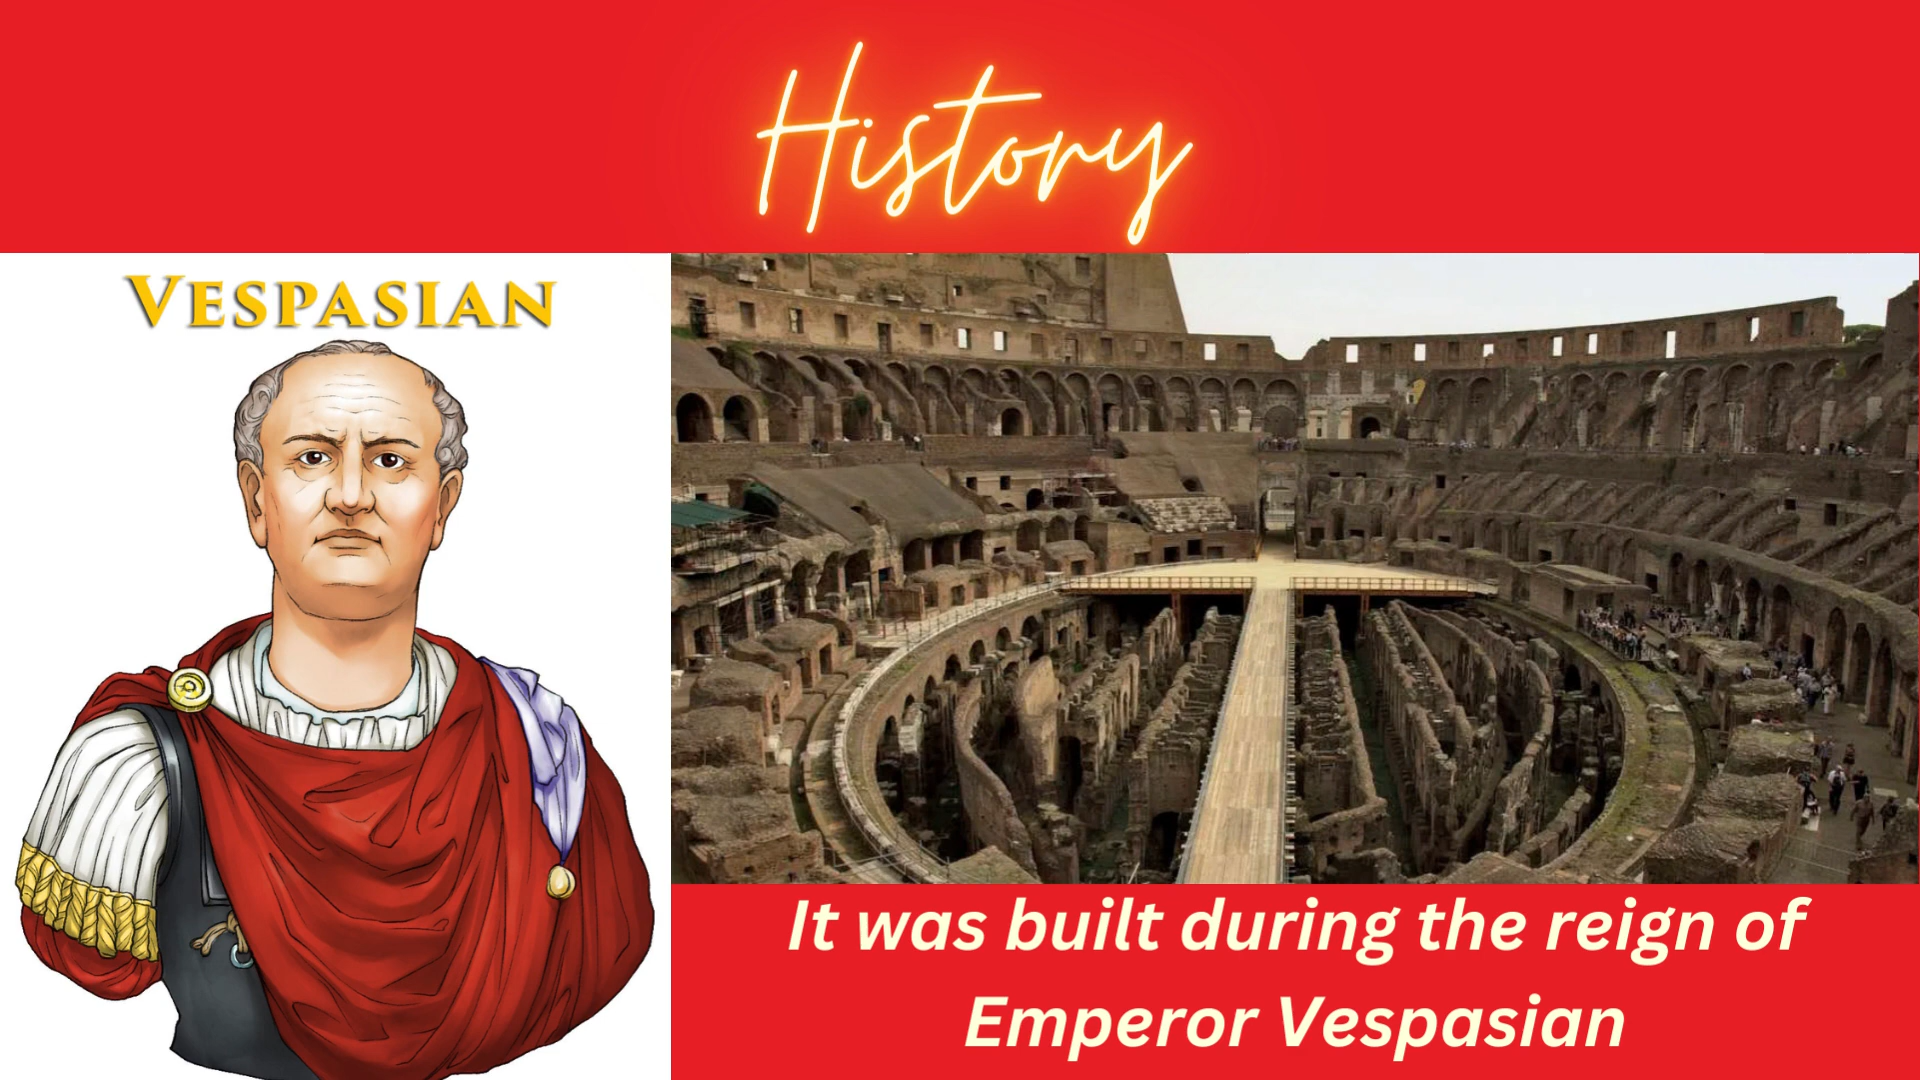 History
VESPASIAN
It was built during the reign of
Emperor Vespasian